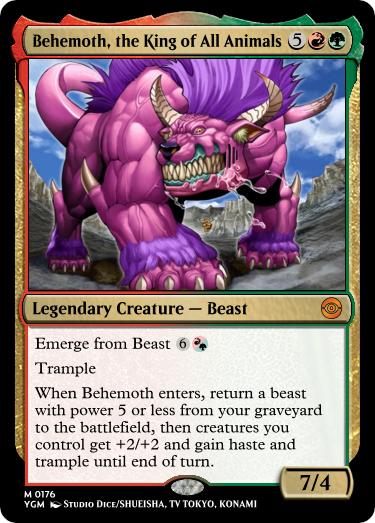 Behemoth, the King of All Animals 5
Legendary Creature — Beast
Emerge from Beast 6
Trample
When Behemoth enters, return a beast
with power 5 or less from your graveyard
to the battlefield, then creatures you
control get +2/+2 and gain haste and
trample until end of turn.
7/4
M 0176
YGM Studio Dice/SHUEISHA, TV TOKYO, KONAMI